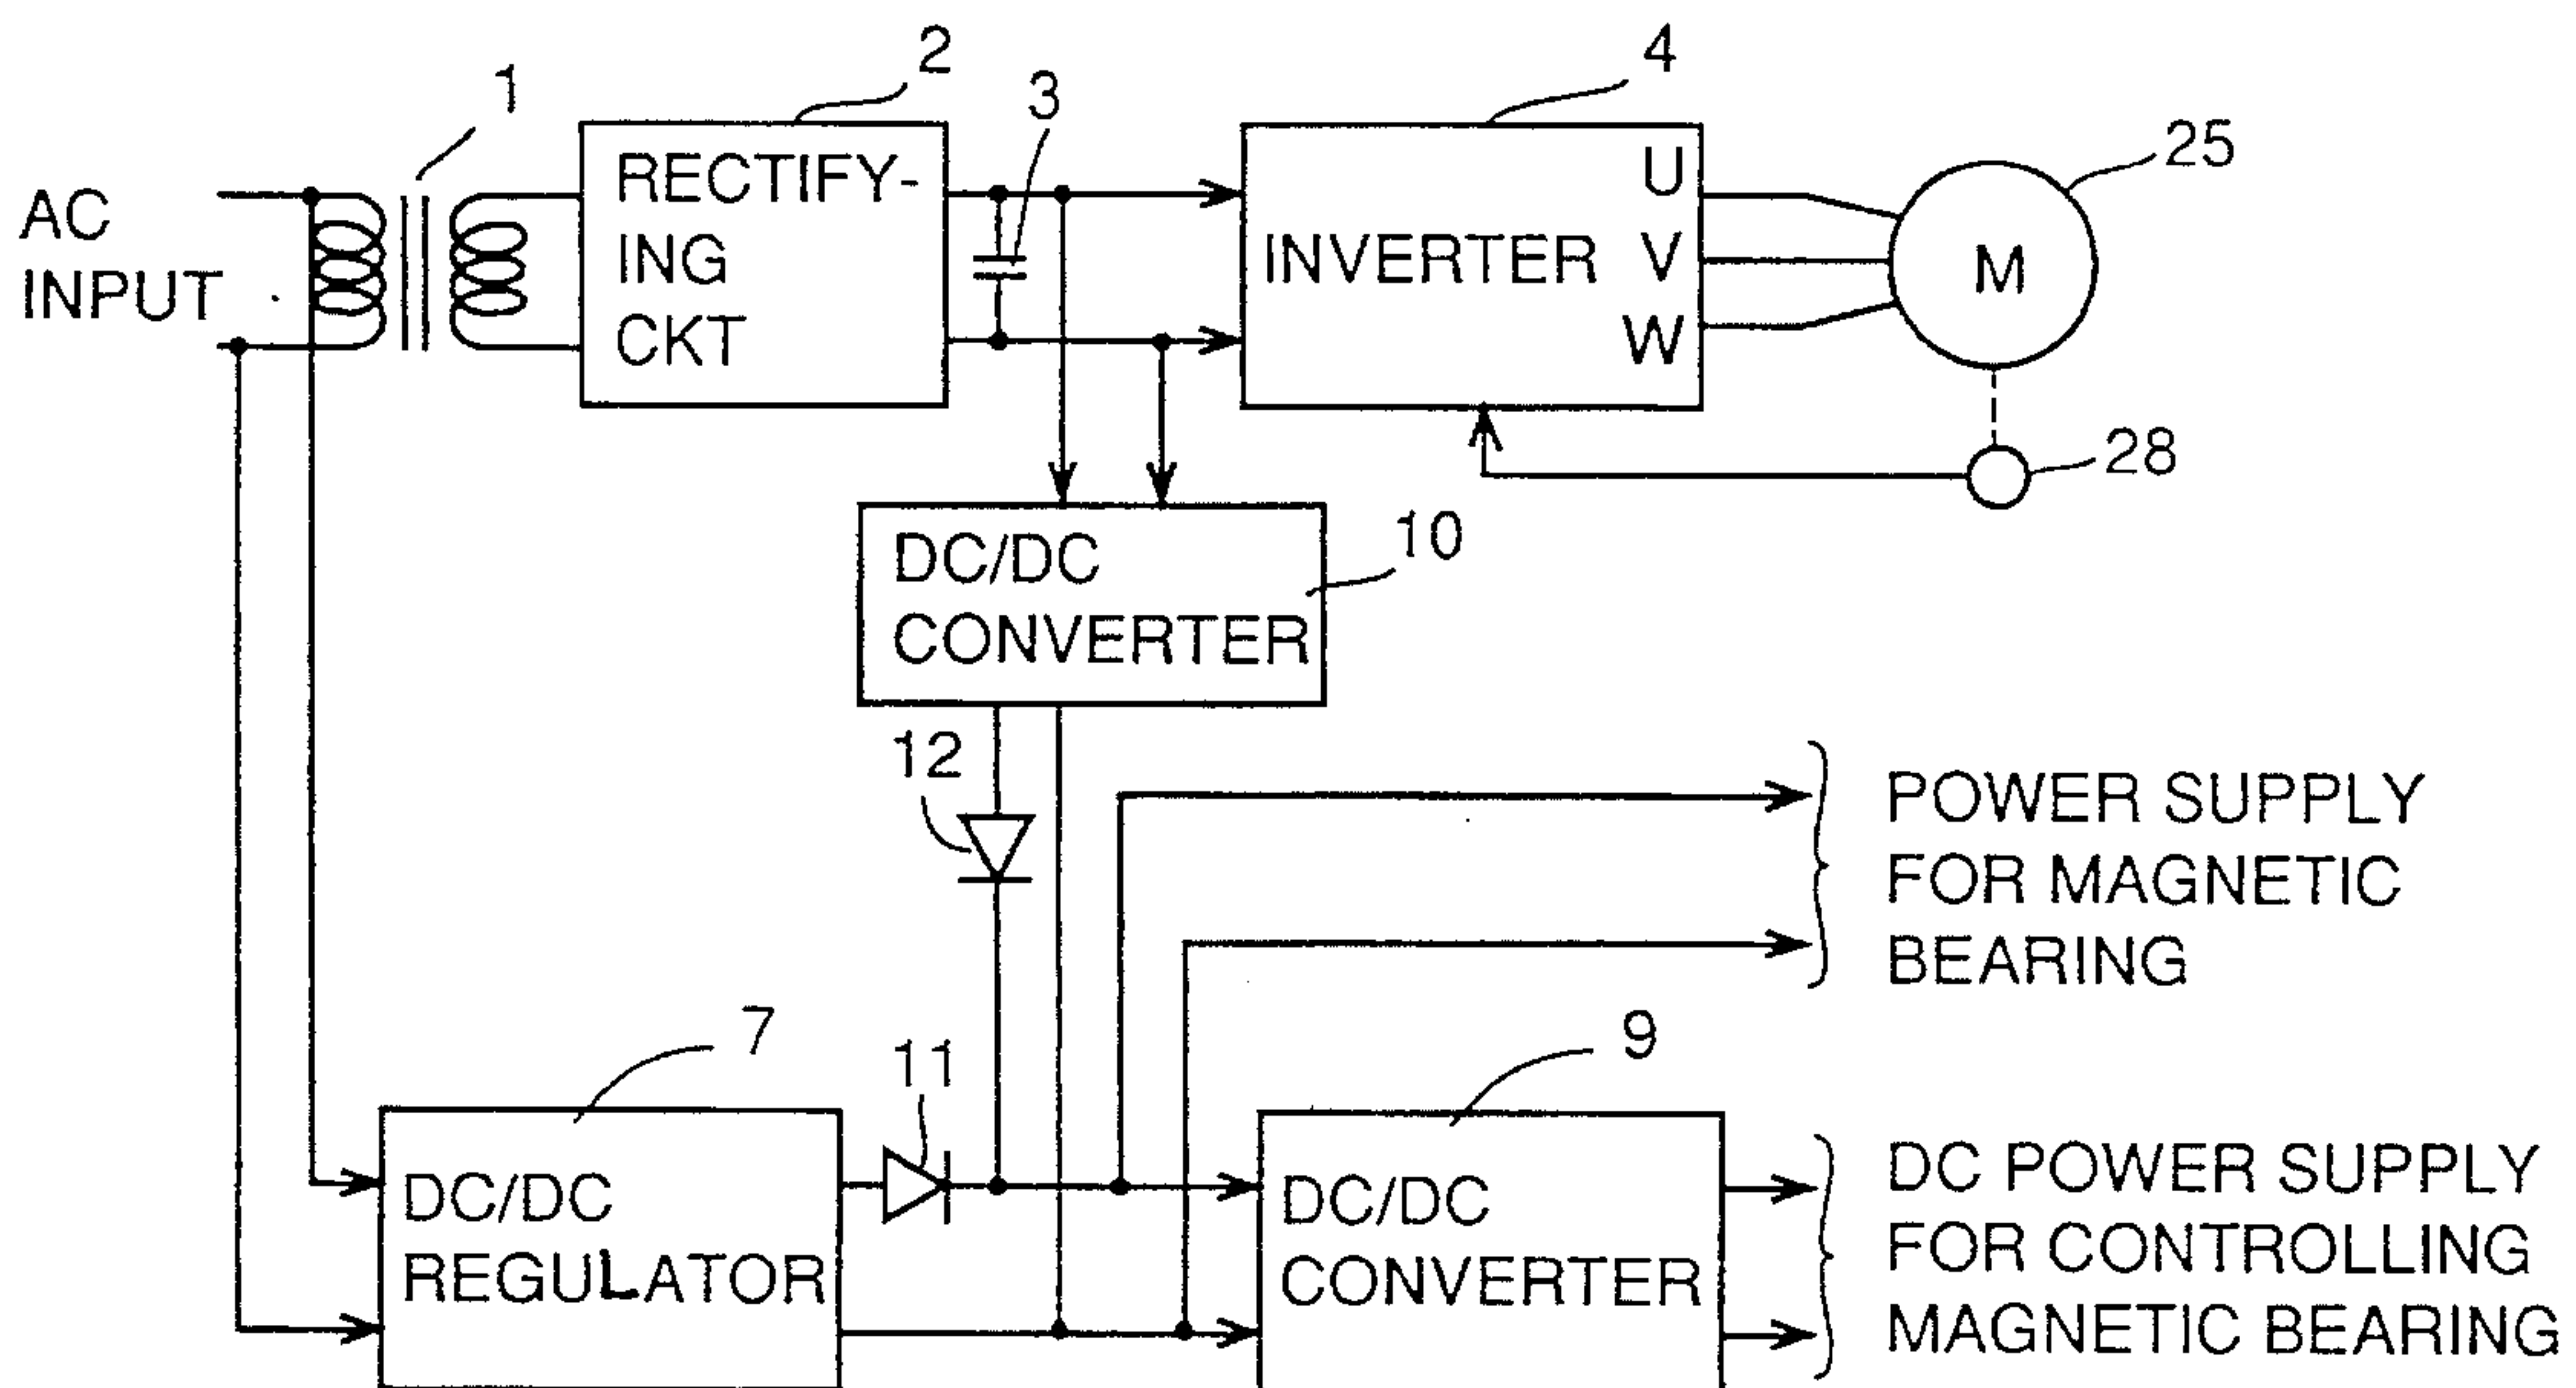 1
2
3
4
25
AC
INPUT
RECTIFY-
ING
CKT
INVERTER
U
V
W
M
28
DC/DC
CONVERTER
10
12
POWER SUPPLY
FOR MAGNETIC
BEARING
7
11
9
DC/DC
REGULATOR
DC/DC
CONVERTER
DC POWER SUPPLY
FOR CONTROLLING
MAGNETIC BEARING